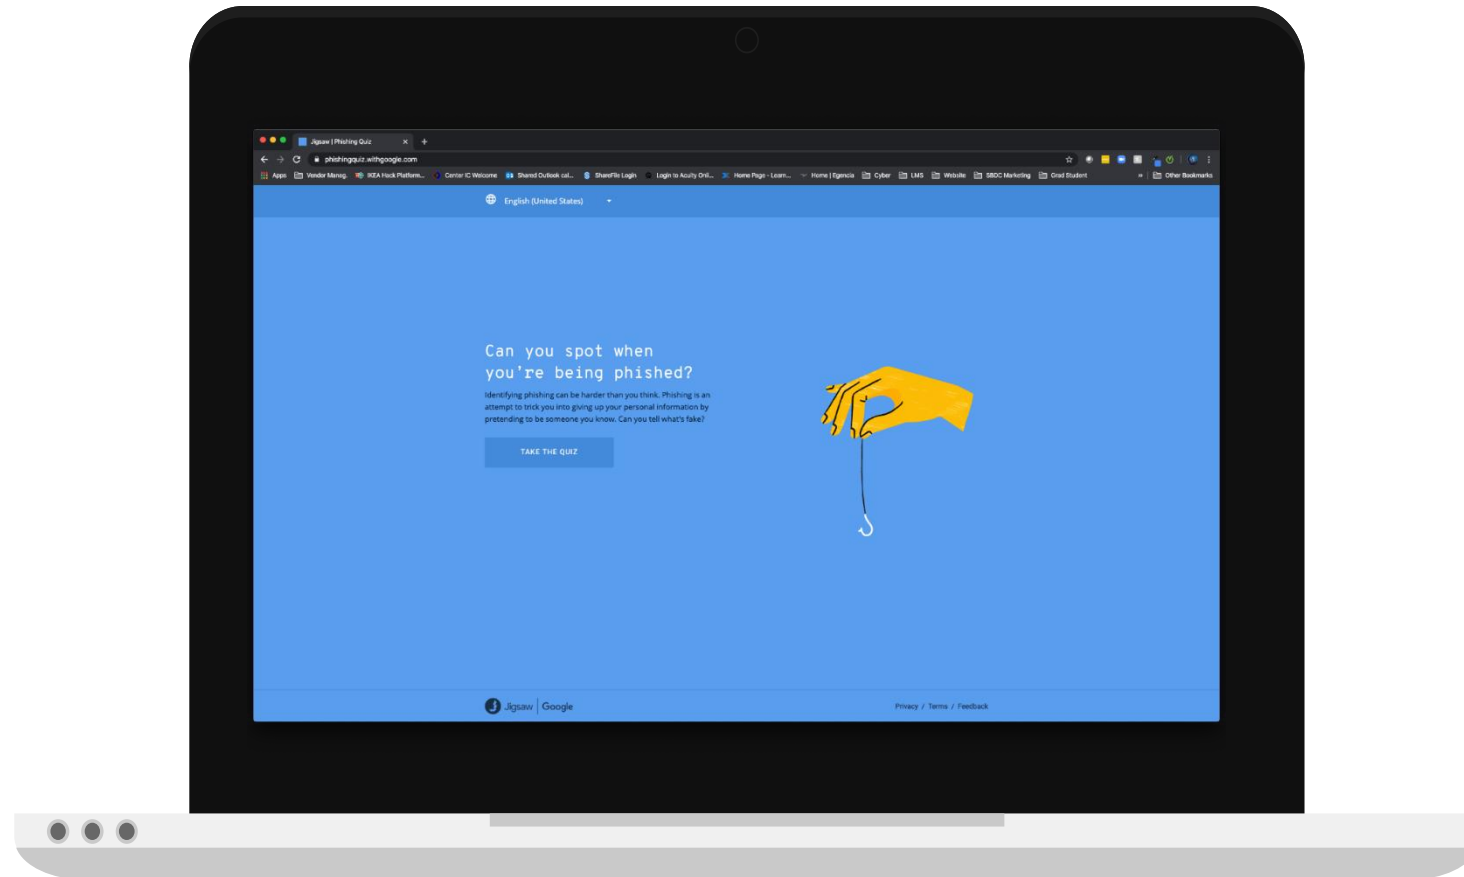 Jigsaw | Phishing Quiz
phishingquiz.withgoogle.com
Apps Vendor Manag. IKEA Hack Platform... Center IC Welcome Shared Outlook cal... ShareFile Login Login to Acuity Onli... Home Page - Learn... Home | Egencia Cyber LMS Website SBDC Marketing Grad Student » Other Bookmarks
English (United States)
Can you spot when
you're being phished?
Identifying phishing can be harder than you think. Phishing is an
attempt to trick you into giving up your personal information by
pretending to be someone you know. Can you tell what's fake?
TAKE THE QUIZ
Jigsaw | Google
Privacy / Terms / Feedback